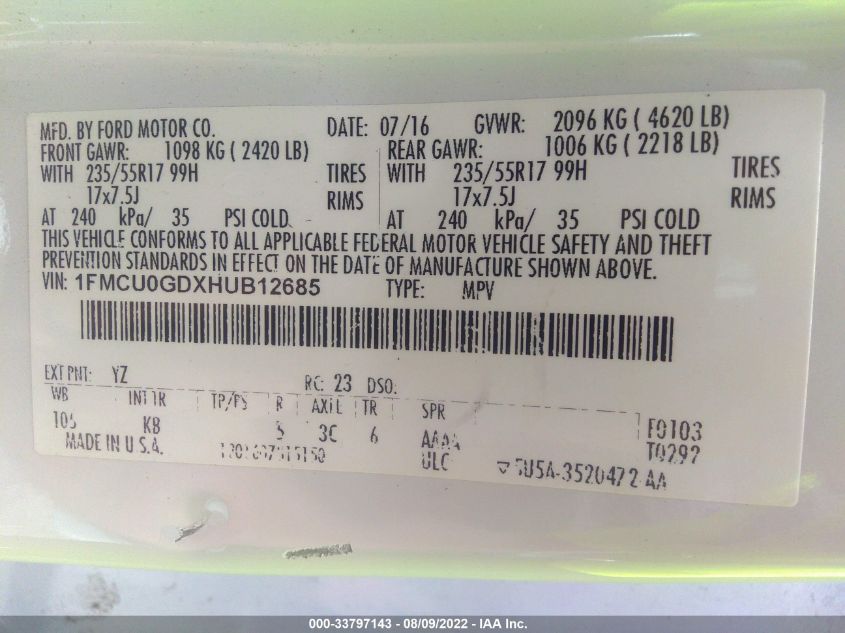 MFD. BY FORD MOTOR CO. DATE: 07/16 GVWR: 2096 KG ( 4620 LB)
FRONT GAWR: 1098 KG ( 2420 LB) REAR GAWR: 1006 KG ( 2218 LB)
WITH 235/55R17 99H TIRES WITH 235/55R17 99H TIRES
17x7.5J RIMS 17x7.5J RIMS
AT 240 kPa/ 35 PSI COLD AT 240 kPa/ 35 PSI COLD
THIS VEHICLE CONFORMS TO ALL APPLICABLE FEDERAL MOTOR VEHICLE SAFETY AND THEFT
PREVENTION STANDARDS IN EFFECT ON THE DATE OF MANUFACTURE SHOWN ABOVE.
VIN: 1FMCU0GDXHUB12685 TYPE: MPV
EXT PNT: YZ RC: 23 DSO:
WB INT TR TP/PS R AXLE TR SPR
KB 3C 6 AAAA F0103
MADE IN U.S.A. ULC T0292
5U5A-3520472-AA
000-33797143 - 08/09/2022 - IAA Inc.